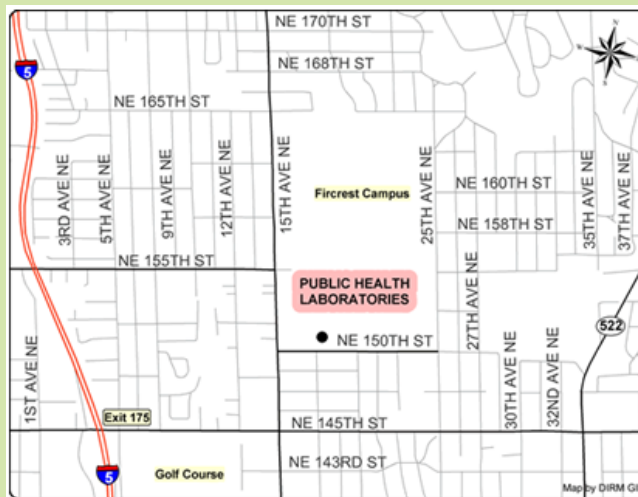 NE 170TH ST
5
NE 168TH ST
N
E
S
NE 165TH ST
3RD AVE NE
5TH AVE NE
9TH AVE NE
12TH AVE NE
15TH AVE NE
Fircrest Campus
25TH AVE NE
NE 160TH ST
35TH AVE NE
37TH AVE NE
NE 158TH ST
NE 155TH ST
PUBLIC HEALTH
LABORATORIES
27TH AVE NE
522
NE 150TH ST
1ST AVE NE
30TH AVE NE
32ND AVE NE
Exit 175
NE 145TH ST
NE 143RD ST
Golf Course
5
Map by DIRM GI